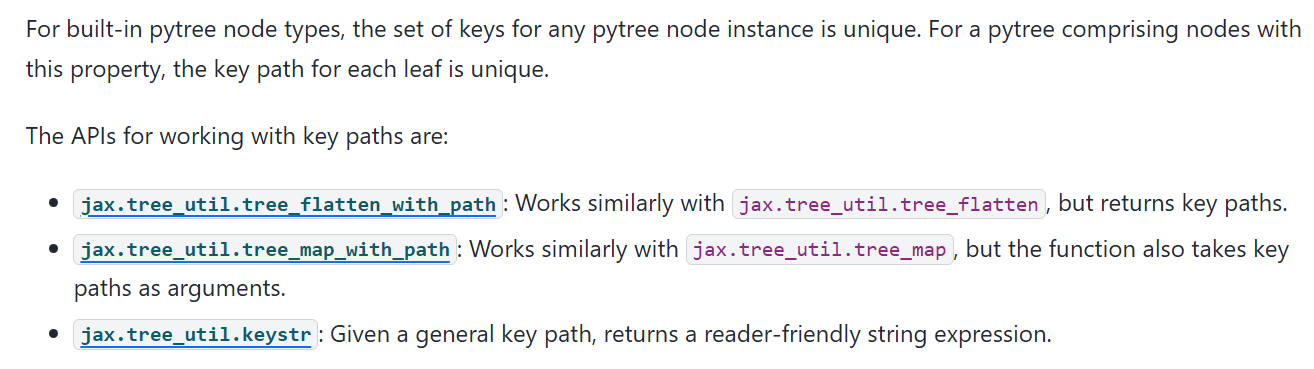 For built-in pytree node types, the set of keys for any pytree node instance is unique. For a pytree comprising nodes with
this property, the key path for each leaf is unique.
The APIs for working with key paths are:
• jax.tree_util.tree_flatten_with_path: Works similarly with jax.tree_util.tree_flatten, but returns key paths.
• jax.tree_util.tree_map_with_path: Works similarly with jax.tree_util.tree_map, but the function also takes key
paths as arguments.
• jax.tree_util.keystr: Given a general key path, returns a reader-friendly string expression.